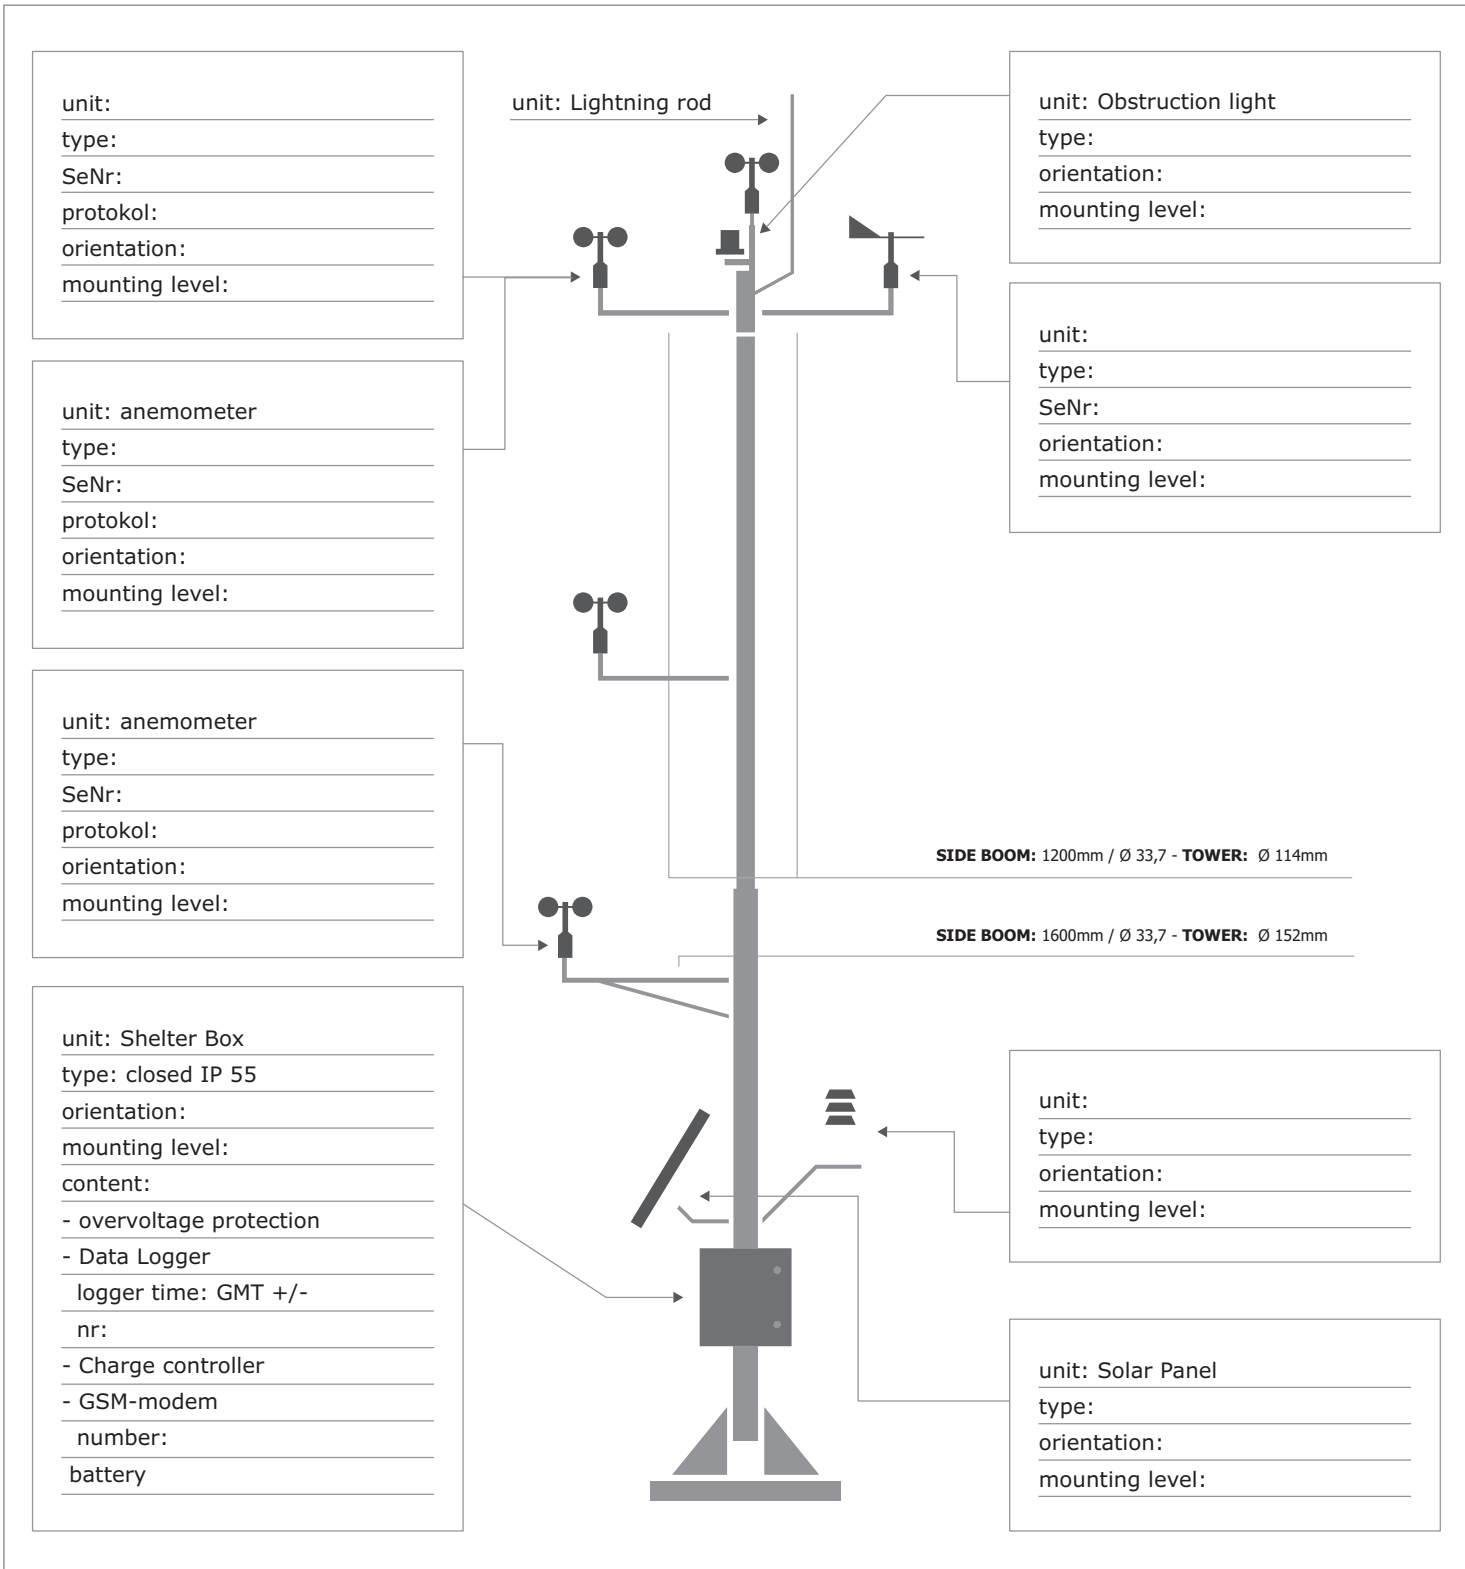 unit:
type:
SeNr:
protokol:
orientation:
mounting level:
unit: Lightning rod
unit: Obstruction light
type:
orientation:
mounting level:
unit:
type:
SeNr:
orientation:
mounting level:
unit: anemometer
type:
SeNr:
protokol:
orientation:
mounting level:
unit: anemometer
type:
SeNr:
protokol:
orientation:
mounting level:
SIDE BOOM: 1200mm / Ø 33,7 - TOWER: Ø 114mm
SIDE BOOM: 1600mm / Ø 33,7 - TOWER: Ø 152mm
unit: Shelter Box
type: closed IP 55
orientation:
mounting level:
content:
- overvoltage protection
- Data Logger
logger time: GMT +/-
nr:
- Charge controller
- GSM-modem
number:
battery
unit:
type:
orientation:
mounting level:
unit: Solar Panel
type:
orientation:
mounting level: